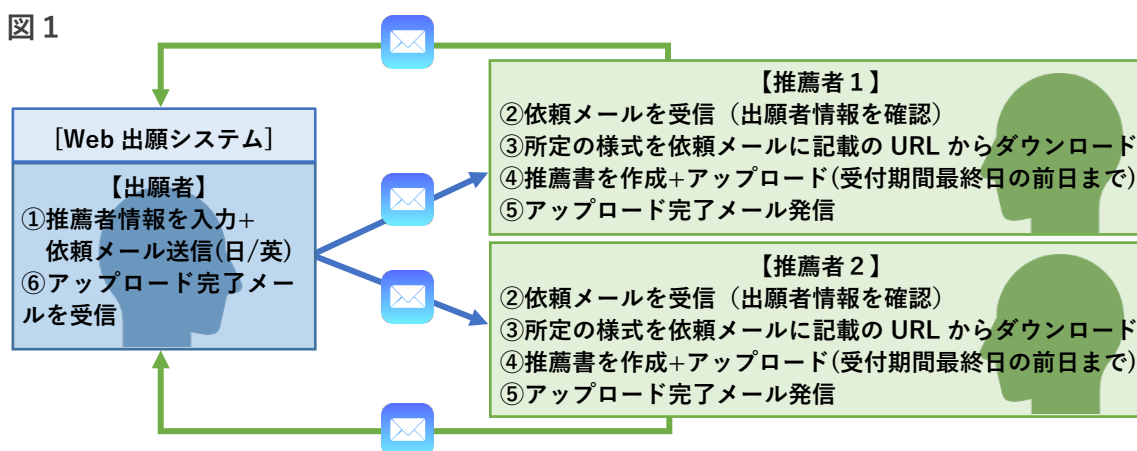 図1
[Web 出願システム]
【出願者】
①推薦者情報を入力+
依頼メール送信(日/英)
⑥アップロード完了メー
ルを受信
【推薦者１】
②依頼メールを受信（出願者情報を確認）
③所定の様式を依頼メールに記載の URL からダウンロード
④推薦書を作成+アップロード(受付期間最終日の前日まで)
⑤アップロード完了メール発信
【推薦者２】
②依頼メールを受信（出願者情報を確認）
③所定の様式を依頼メールに記載の URL からダウンロード
④推薦書を作成+アップロード(受付期間最終日の前日まで)
⑤アップロード完了メール発信